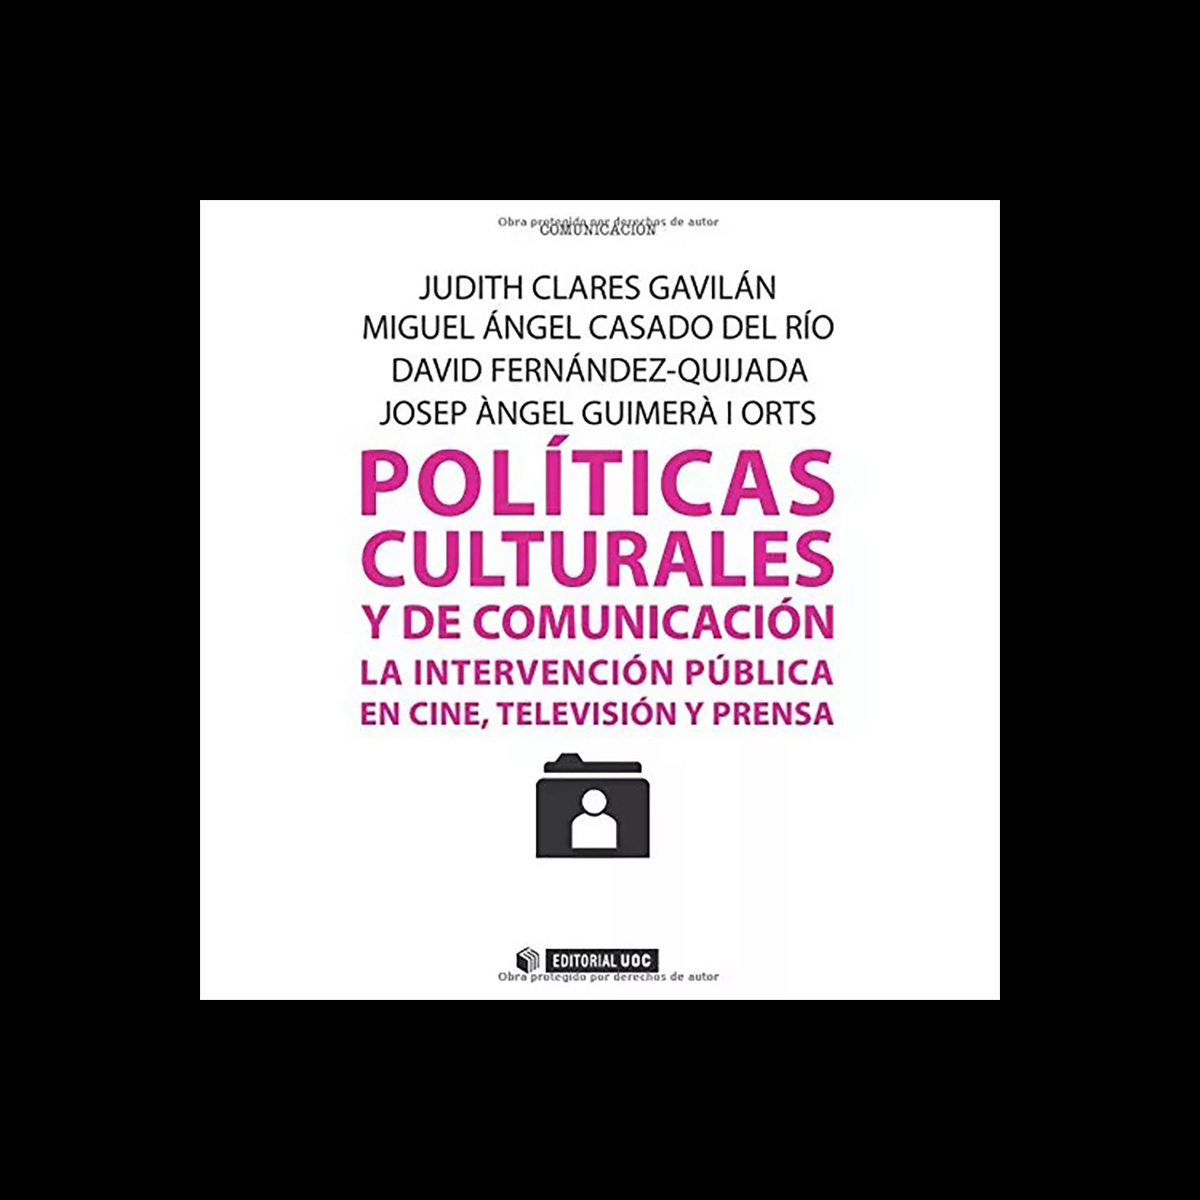 Obra protegido por derechos de autor
COMUNICACIÓN
JUDITH CLARES GAVILÁN
MIGUEL ÁNGEL CASADO DEL RÍO
DAVID FERNÁNDEZ-QUIJADA
JOSEP ÀNGEL GUIMERÀ I ORTS
POLÍTICAS
CULTURALES
Y DE COMUNICACIÓN
LA INTERVENCIÓN PÚBLICA
EN CINE, TELEVISIÓN Y PRENSA
EDITORIAL UOC
Obra protegido por derechos de autor